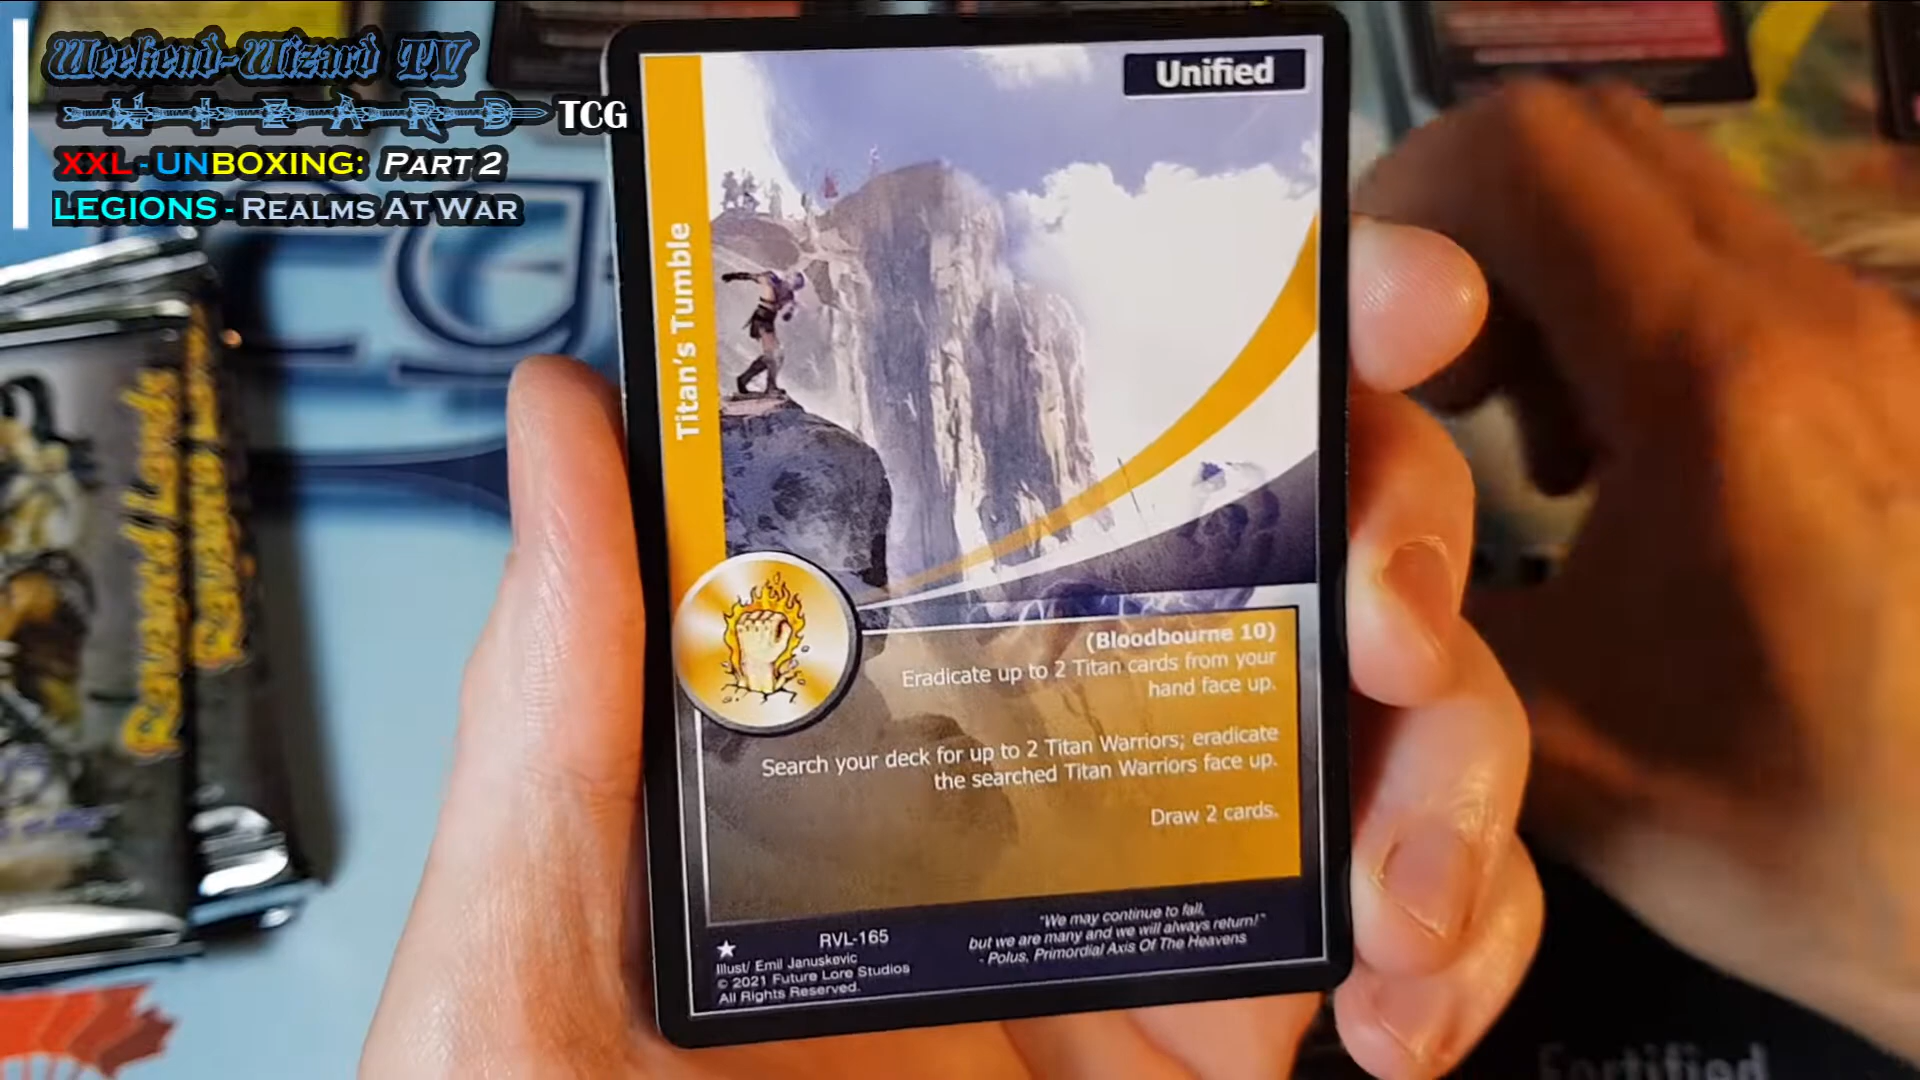 Weekend-Wizard TV
WIZARD TCG
XXL - UNBOXING: PART 2
LEGIONS - REALMS AT WAR
Unified
Titan's Tumble
(Bloodbourne 10)
Eradicate up to 2 Titan cards from your
hand face up.
Search your deck for up to 2 Titan Warriors; eradicate
the searched Titan Warriors face up.
Draw 2 cards.
RVL-165
Illust/ Emil Januskevic
© 2021 Future Lore Studios
All Rights Reserved.
"We may continue to fall,
but we are many and we will always return!"
- Polus, Primordial Axis Of The Heavens
Revenand Lands
Fortified